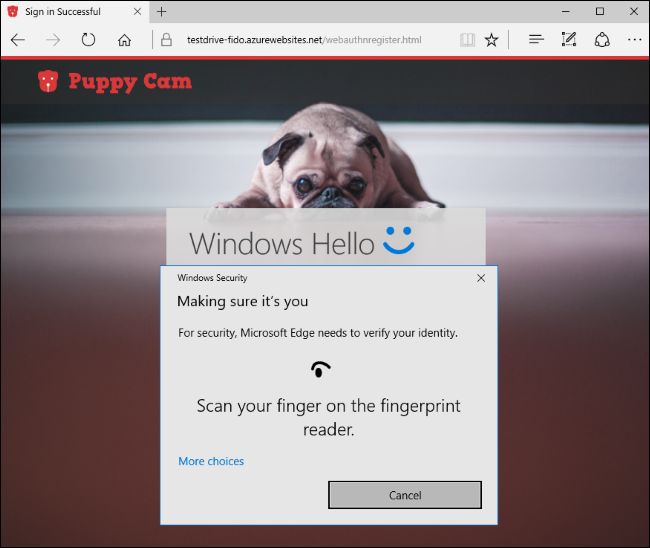 Sign in Successful
testdrive-fido.azurewebsites.net/webauthnregister.html
Puppy Cam
Windows Hello
Windows Security
Making sure it's you
For security, Microsoft Edge needs to verify your identity.
Scan your finger on the fingerprint
reader.
More choices
Cancel